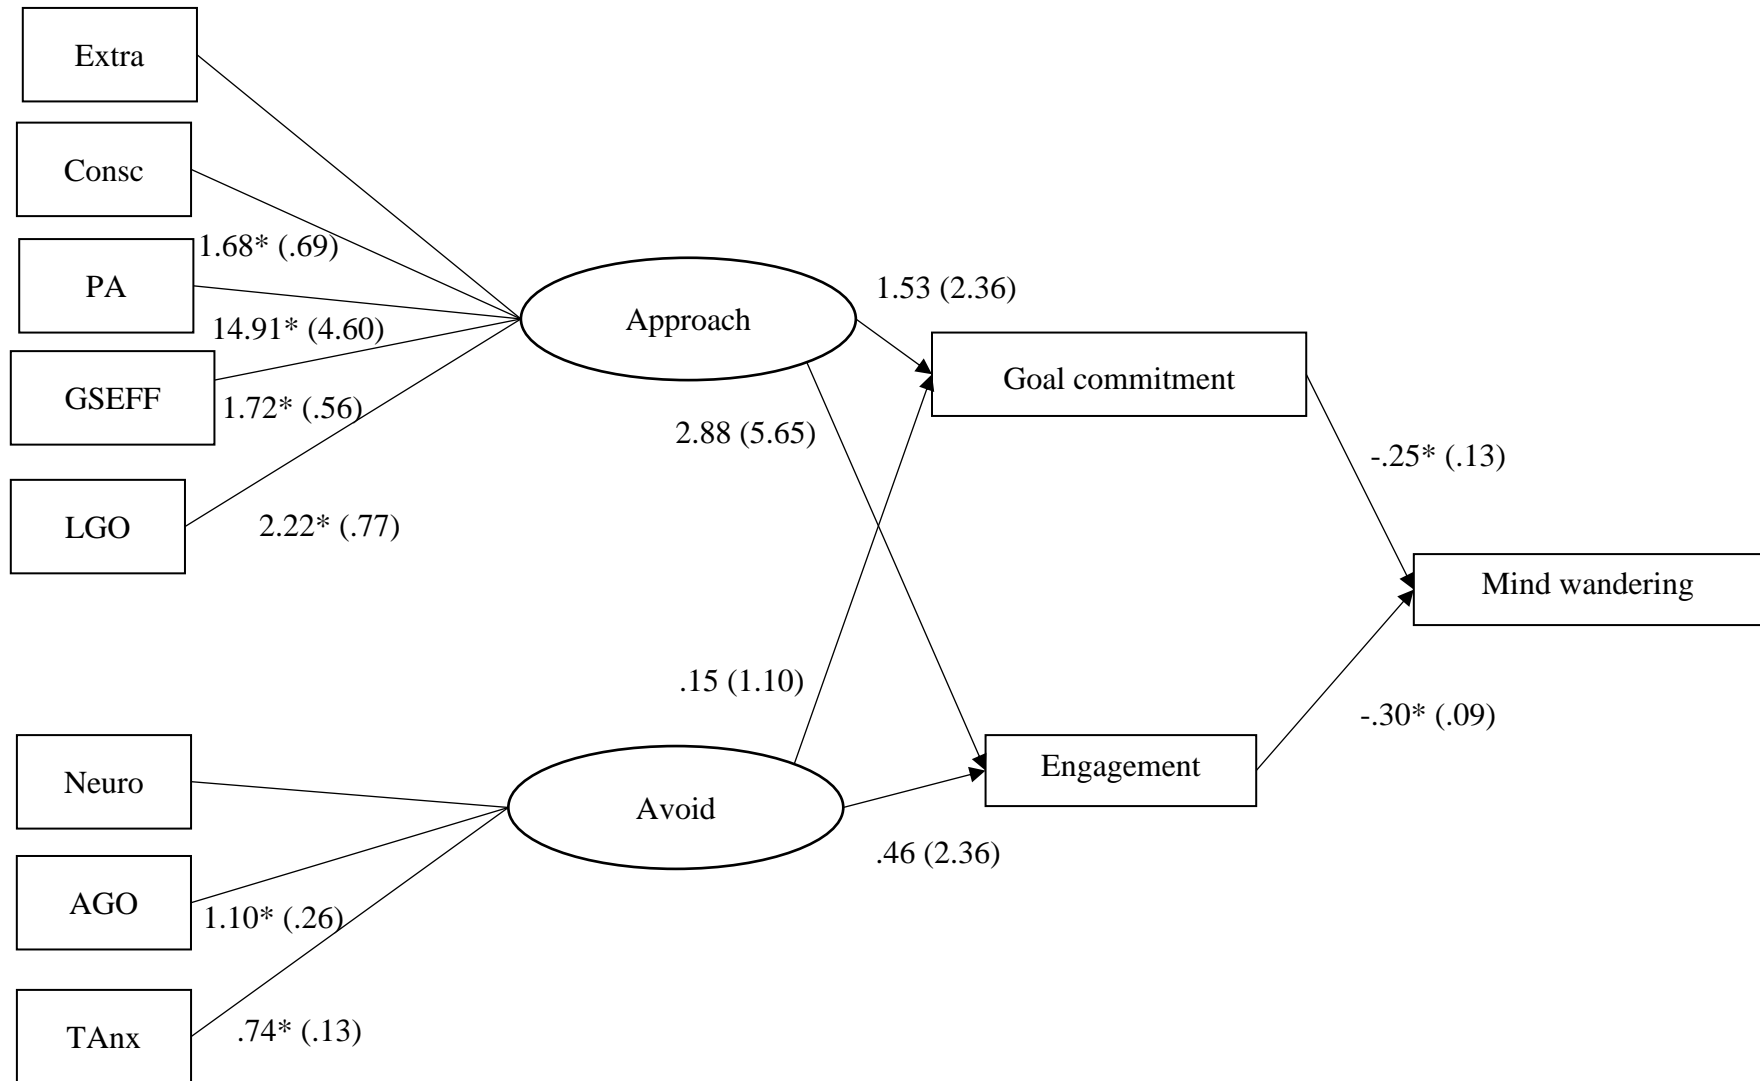 Extra
Consc
1.68* (.69)
PA
14.91* (4.60)
GSEFF
1.72* (.56)
LGO
2.22* (.77)
Approach
1.53 (2.36)
2.88 (5.65)
Goal commitment
-.25* (.13)
Mind wandering
.15 (1.10)
-.30* (.09)
Engagement
Neuro
Avoid
.46 (2.36)
AGO
1.10* (.26)
TAnx
.74* (.13)